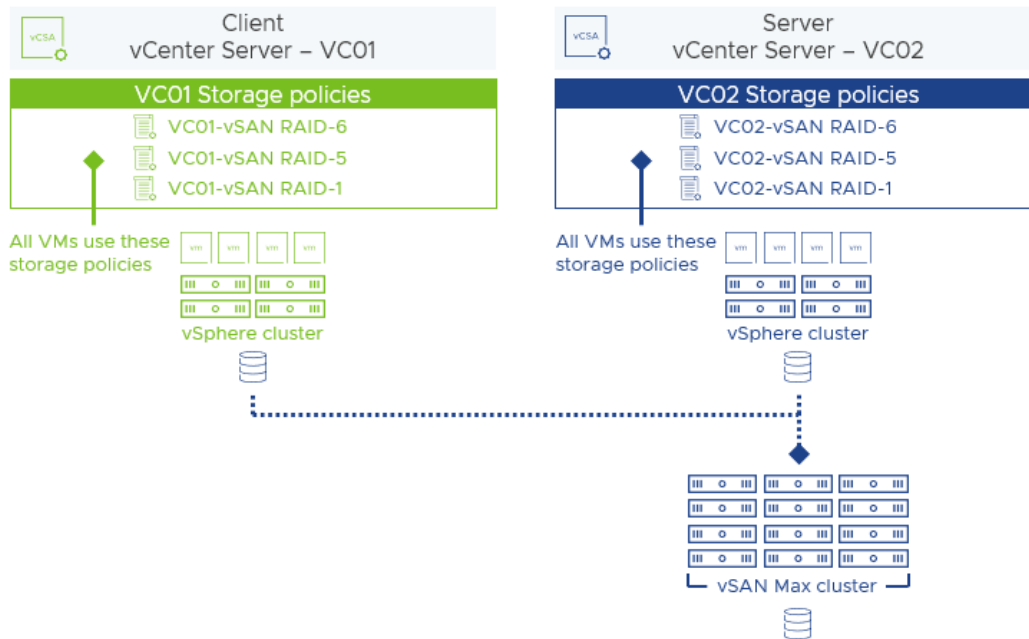 vCSA
Client
vCenter Server – VC01
VC01 Storage policies
VC01-vSAN RAID-6
VC01-vSAN RAID-5
VC01-vSAN RAID-1
All VMs use these
storage policies
vm vm vm vm
vSphere cluster
vCSA
Server
vCenter Server – VC02
VC02 Storage policies
VC02-vSAN RAID-6
VC02-vSAN RAID-5
VC02-vSAN RAID-1
All VMs use these
storage policies
vm vm vm vm
vSphere cluster
vSAN Max cluster